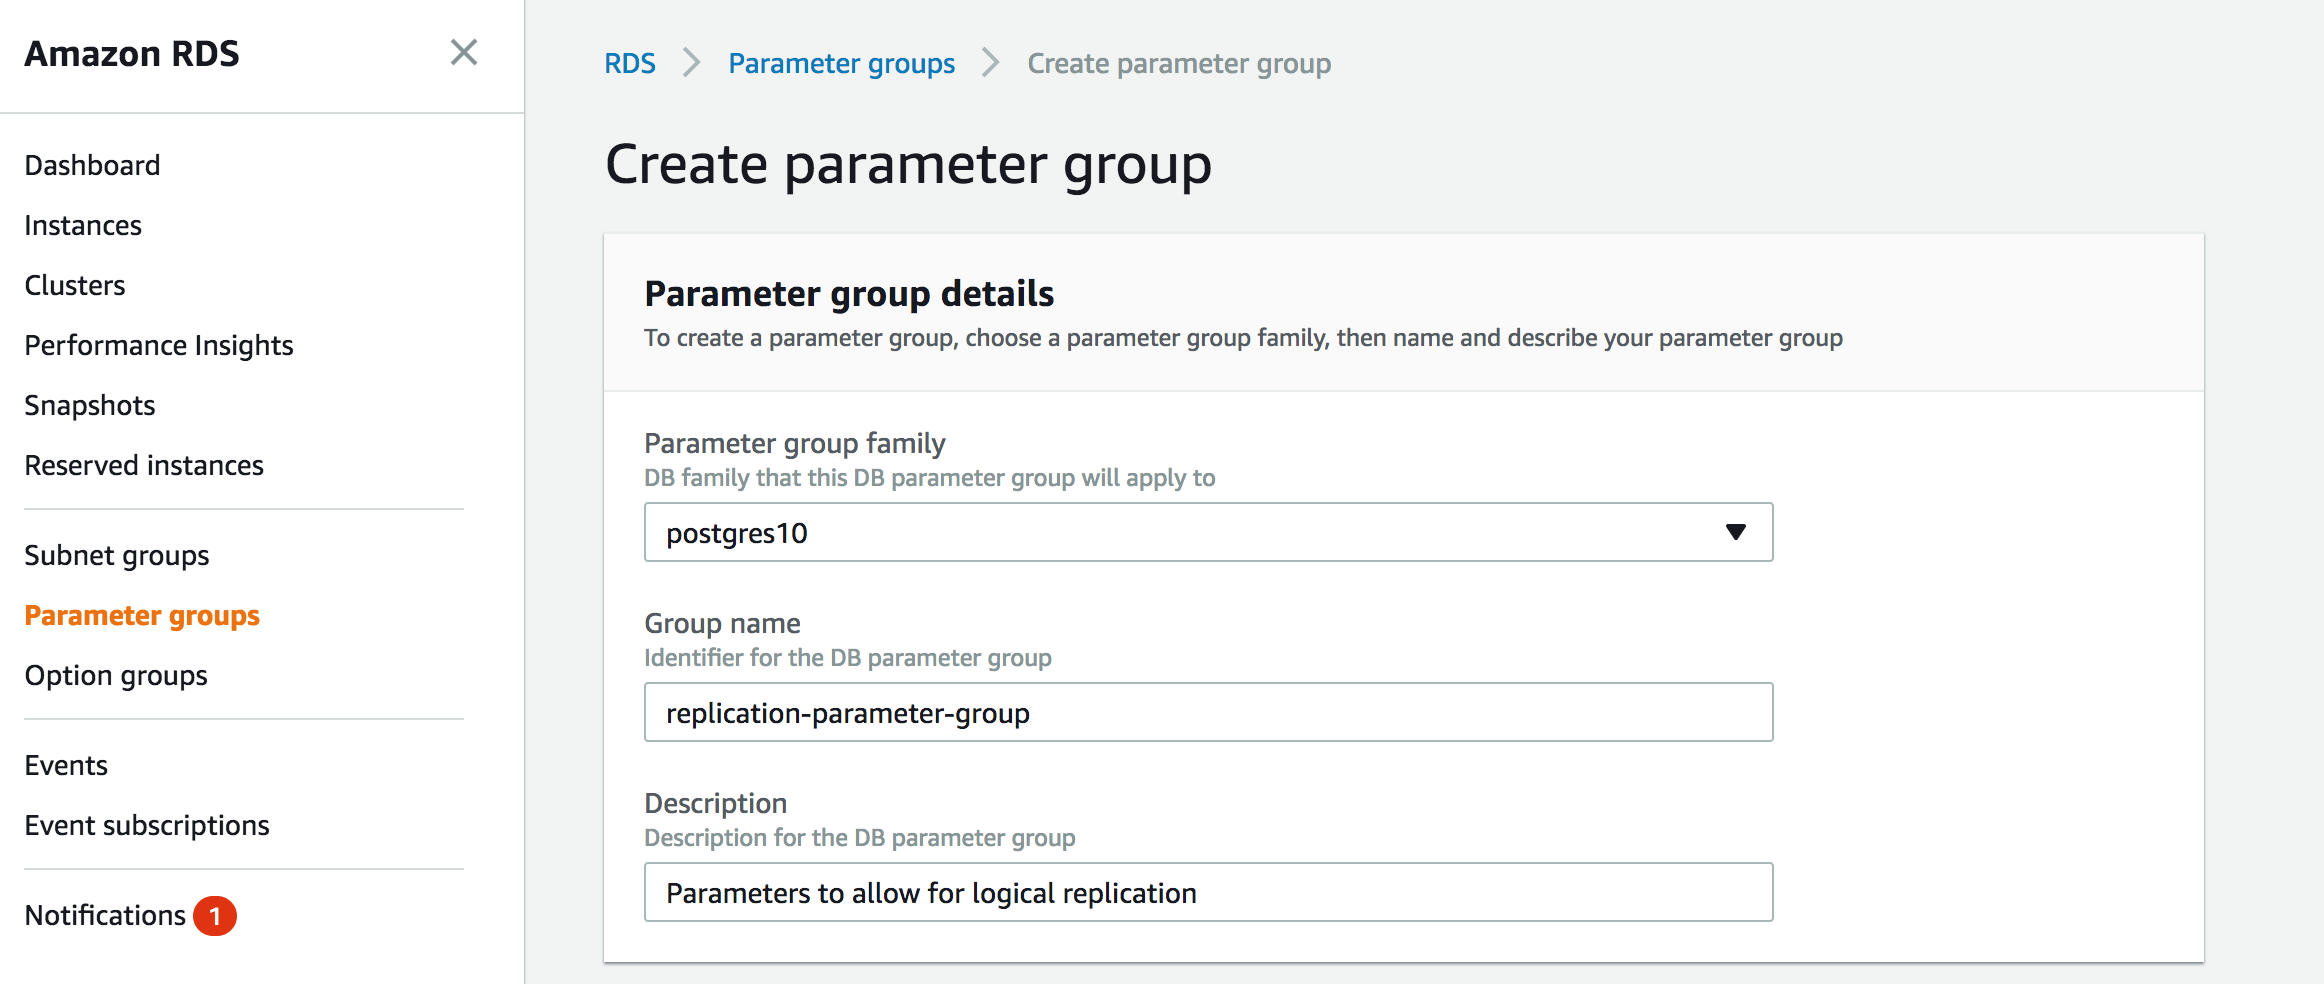 Amazon RDS
Dashboard
Instances
Clusters
Performance Insights
Snapshots
Reserved instances
Subnet groups
Parameter groups
Option groups
Events
Event subscriptions
Notifications 1
RDS > Parameter groups > Create parameter group
Create parameter group
Parameter group details
To create a parameter group, choose a parameter group family, then name and describe your parameter group
Parameter group family
DB family that this DB parameter group will apply to
postgres10
Group name
Identifier for the DB parameter group
replication-parameter-group
Description
Description for the DB parameter group
Parameters to allow for logical replication